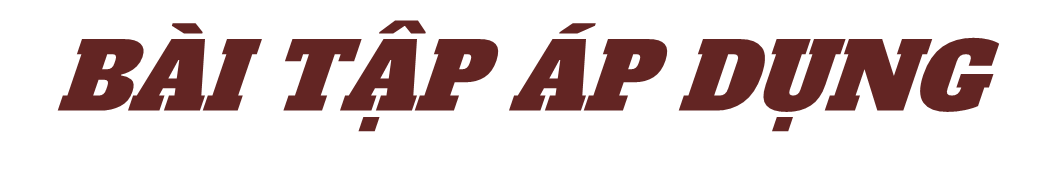 BÀI TẬP ÁP DỤNG